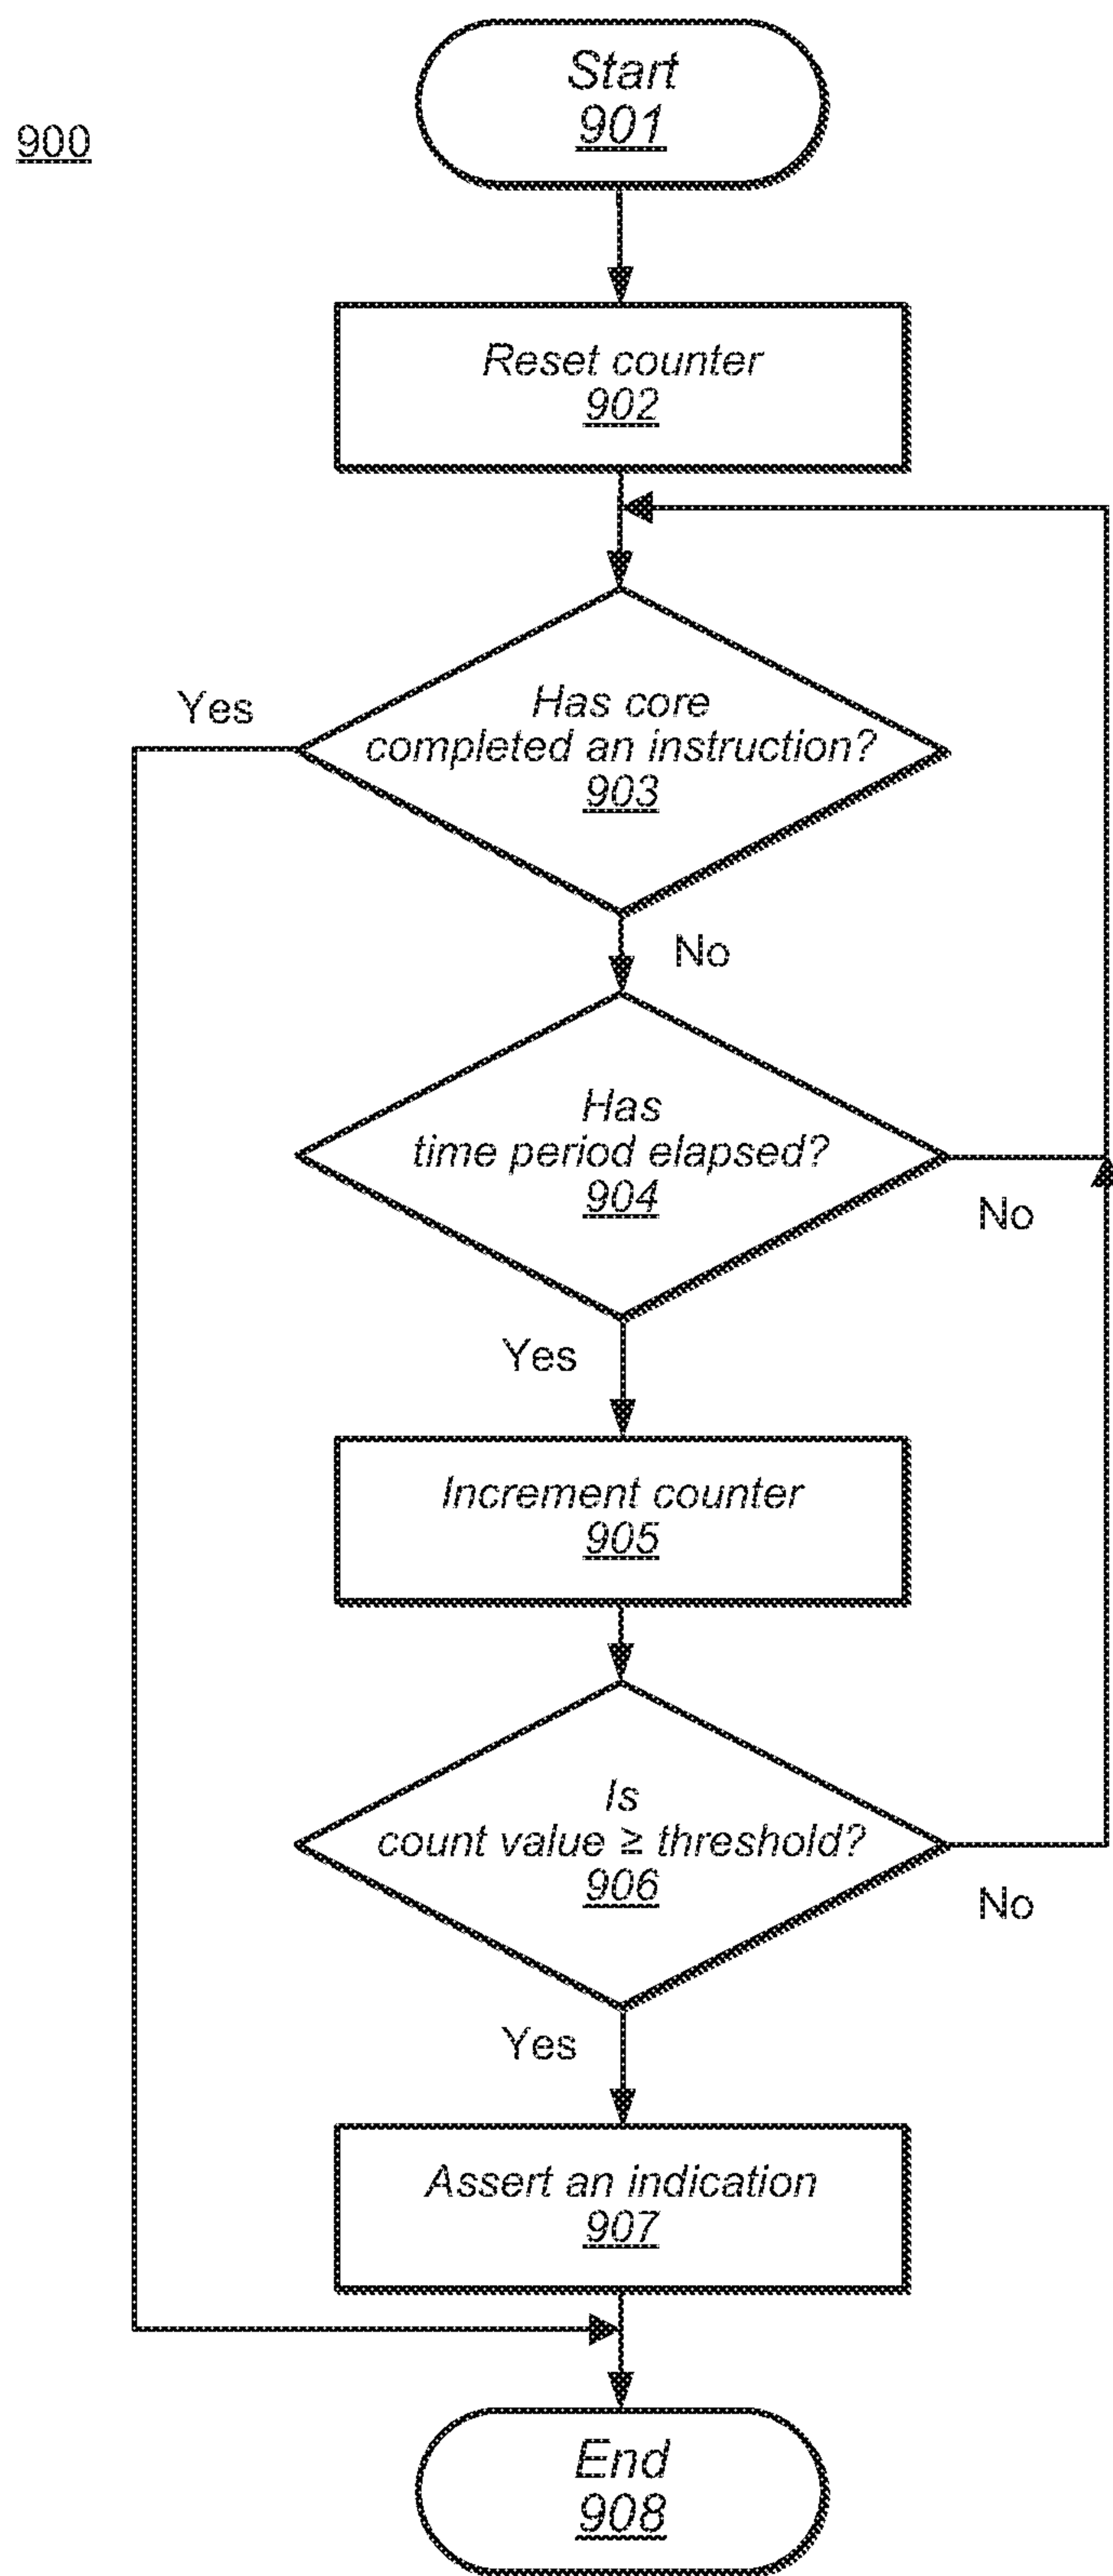 Start
901
900
Reset counter
902
Yes
Has core
completed an instruction?
903
No
Has
time period elapsed?
904
No
Yes
Increment counter
905
Is
count value ≥ threshold?
906
No
Yes
Assert an indication
907
End
908